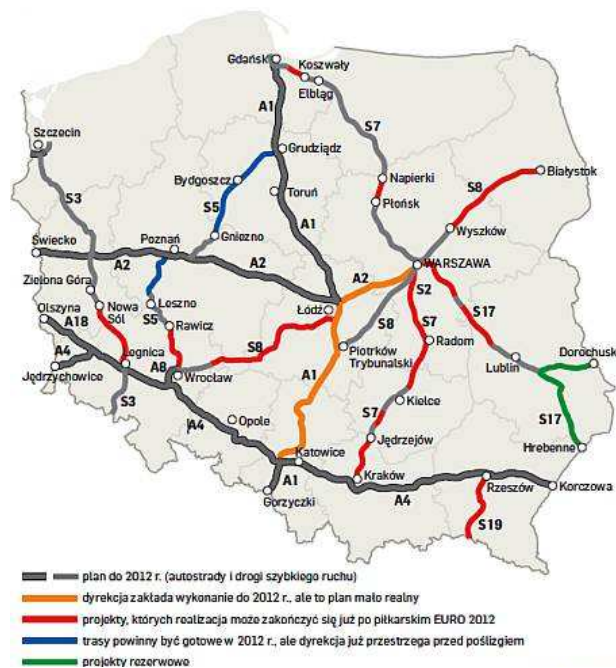 Gdańsk
Koszwały
Elbląg
A1
S7
Szczecin
Grudziądz
Napierki
Białystok
Bydgoszcz
S8
S3
Toruń
Płońsk
S5
Wyszków
Świecko
Poznań
Gniezno
A1
WARSZAWA
A2
A2
A2
Zielona Góra
Leszno
Łódź
S2
S17
Olszyna
Nowa Sól
S5
Rawicz
S8
S7
A18
Piotrków Trybunalski
Radom
Dorochusk
A4
Legnica
S8
A1
Lublin
Jędrzychowice
A8
Wrocław
S17
S3
Opole
Kielce
A4
S7
Hrebenne
Jędrzejów
Katowice
A1
Kraków
Rzeszów
Korczowa
Gorzyczki
A4
S19
plan do 2012 r. (autostrady i drogi szybkiego ruchu)
dyrekcja zakłada wykonanie do 2012 r., ale to plan mało realny
projekty, których realizacja może zakończyć się już po piłkarskim EURO 2012
trasy powinny być gotowe w 2012 r., ale dyrekcja już przestrzega przed poślizgiem
projekty rezerwowe